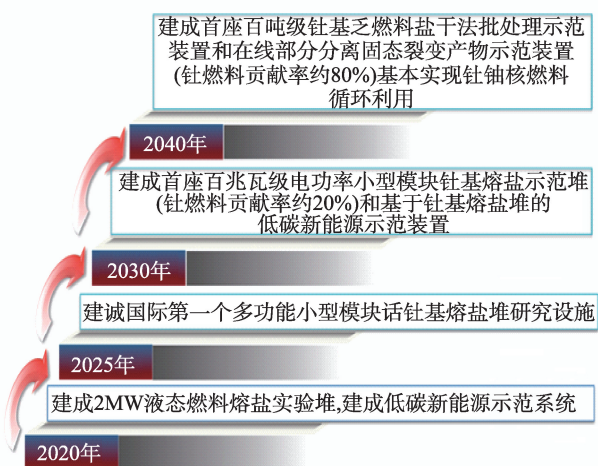 建成首座百吨级钍基乏燃料盐干法批处理示范
装置和在线部分分离固态裂变产物示范装置
(钍燃料贡献率约80%)基本实现钍铀核燃料
循环利用
2040年
建成首座百兆瓦级电功率小型模块钍基熔盐示范堆
(钍燃料贡献率约20%)和基于钍基熔盐堆的
低碳新能源示范装置
2030年
建诚国际第一个多功能小型模块话钍基熔盐堆研究设施
2025年
建成2MW液态燃料熔盐实验堆,建成低碳新能源示范系统
2020年